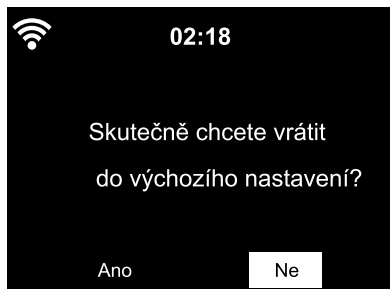 02:18
Skutečně chcete vrátit
do výchozího nastavení?
Ano Ne